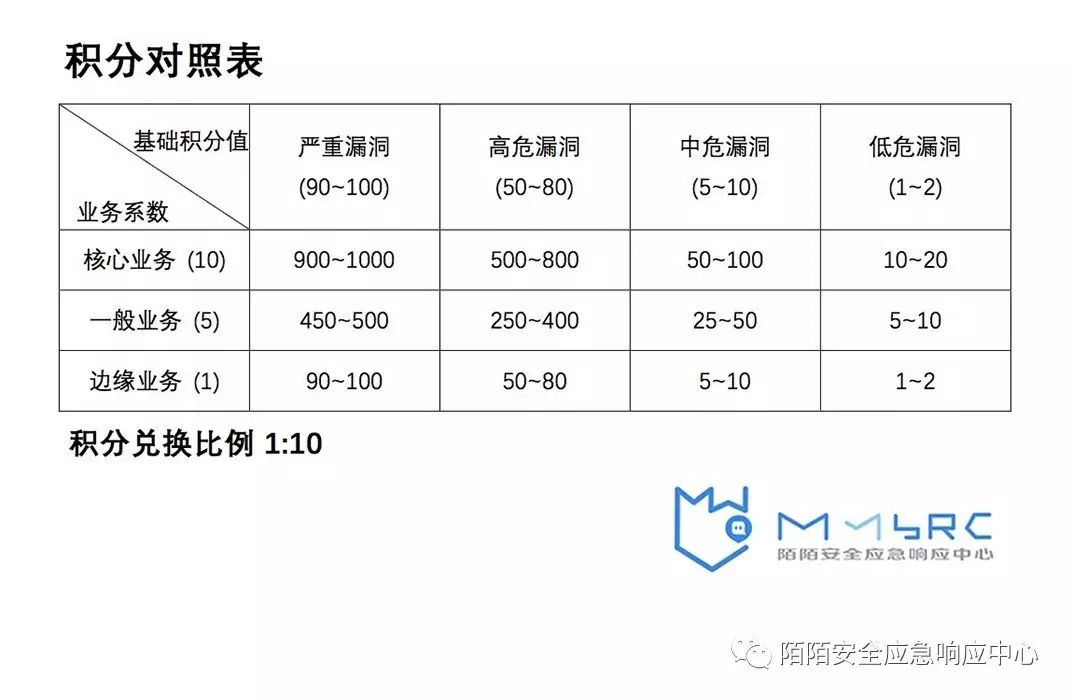 积分对照表
基础积分值
业务系数
严重漏洞 高危漏洞 中危漏洞 低危漏洞
(90~100) (50~80) (5~10) (1~2)
核心业务 (10) 900~1000 500~800 50~100 10~20
一般业务 (5) 450~500 250~400 25~50 5~10
边缘业务 (1) 90~100 50~80 5~10 1~2
积分兑换比例 1:10
MMSRC
陌陌安全应急响应中心
陌陌安全应急响应中心